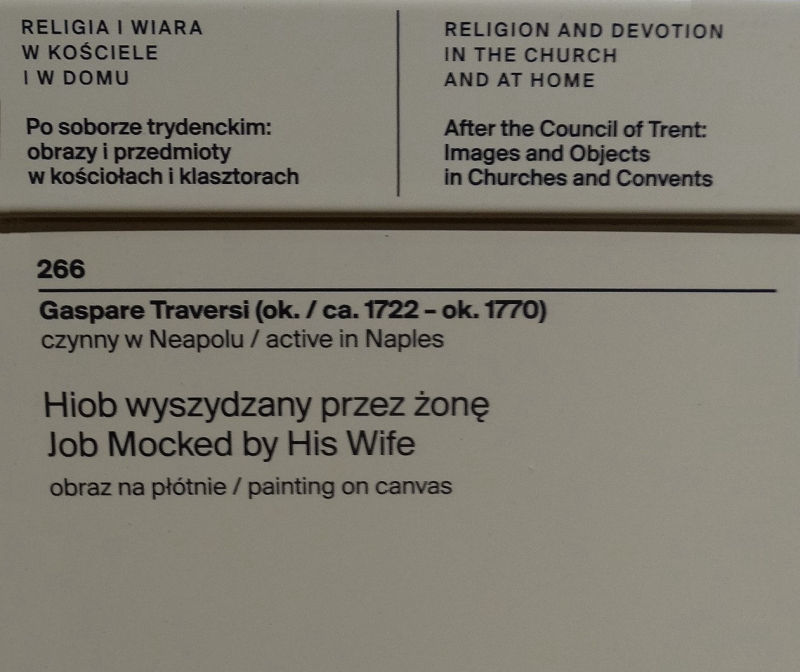 RELIGIA I WIARA
W KOŚCIELE
I W DOMU
Po soborze trydenckim:
obrazy i przedmioty
w kościołach i klasztorach
RELIGION AND DEVOTION
IN THE CHURCH
AND AT HOME
After the Council of Trent:
Images and Objects
in Churches and Convents
266
Gaspare Traversi (ok. / ca. 1722 – ok. 1770)
czynny w Neapolu / active in Naples
Hiob wyszydzany przez żonę
Job Mocked by His Wife
obraz na płótnie / painting on canvas